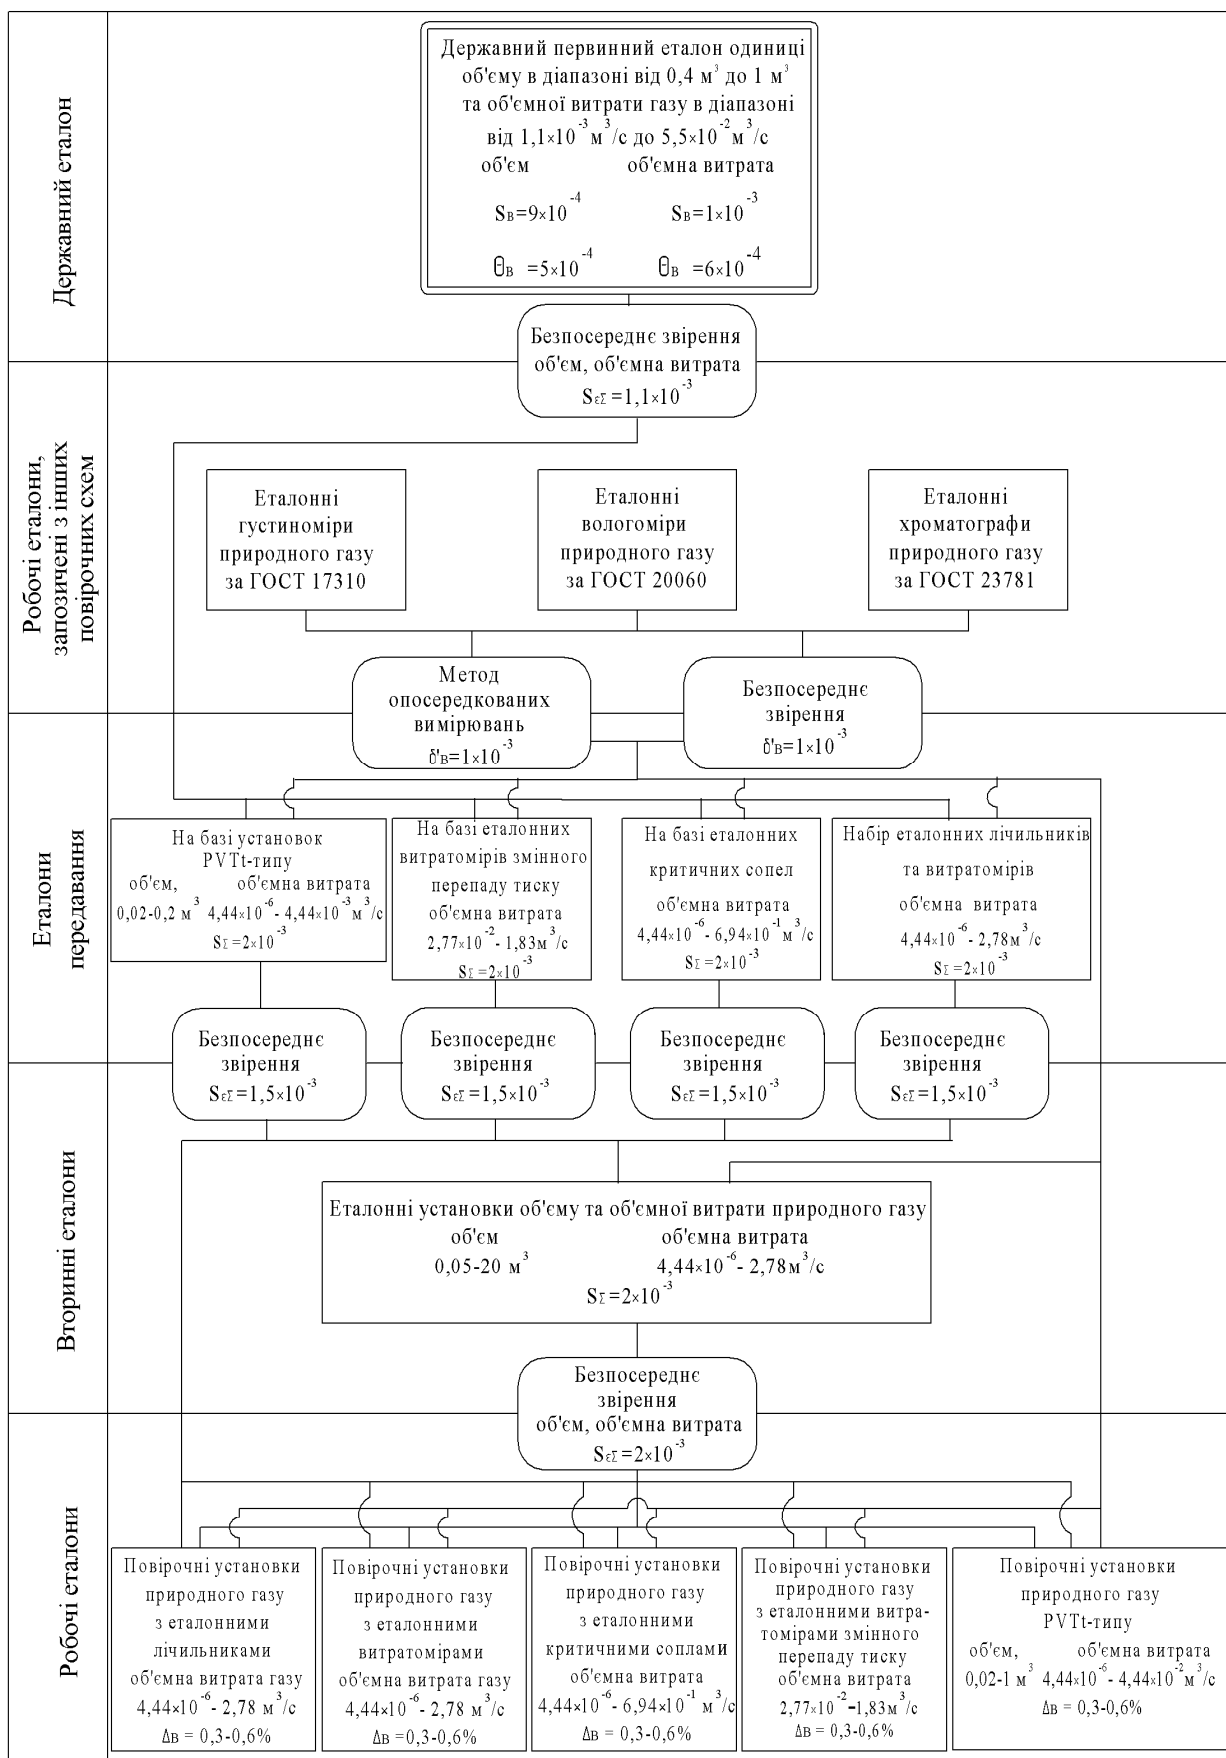 Державний еталон
Державний первинний еталон одиниці
об'єму в діапазоні від 0,4 м³ до 1 м³
та об'ємної витрати газу в діапазоні
від 1,1×10⁻³ м³/с до 5,5×10⁻² м³/с
об'єм об'ємна витрата
Sв=9×10⁻⁴ Sв=1×10⁻³
Θв =5×10⁻⁴ Θв =6×10⁻⁴
Безпосереднє звірення
об'єм, об'ємна витрата
SεΣ =1,1×10⁻³
Робочі еталони,
запозичені з інших
повірочних схем
Еталонні
густиноміри
природного газу
за ГОСТ 17310
Еталонні
вологоміри
природного газу
за ГОСТ 20060
Еталонні
хроматографи
природного газу
за ГОСТ 23781
Метод
опосередкованих
вимірювань
δ'в=1×10⁻³
Безпосереднє
звірення
δ'в=1×10⁻³
Еталони
передавання
На базі установок
PVTt-типу
об'єм, об'ємна витрата
0,02-0,2 м³ 4,44×10⁻⁶- 4,44×10⁻³м³/с
SΣ =2×10⁻³
На базі еталонних
витратомірів змінного
перепаду тиску
об'ємна витрата
2,77×10⁻²- 1,83м³/с
SΣ =2×10⁻³
На базі еталонних
критичних сопел
об'ємна витрата
4,44×10⁻⁶- 6,94×10⁻¹м³/с
SΣ =2×10⁻³
Набір еталонних лічильників
та витратомірів
об'ємна витрата
4,44×10⁻⁶- 2,78м³/с
SΣ =2×10⁻³
Безпосереднє
звірення
SεΣ=1,5×10⁻³
Безпосереднє
звірення
SεΣ=1,5×10⁻³
Безпосереднє
звірення
SεΣ=1,5×10⁻³
Безпосереднє
звірення
SεΣ=1,5×10⁻³
Вторинні еталони
Еталонні установки об'єму та об'ємної витрати природного газу
об'єм об'ємна витрата
0,05-20 м³ 4,44×10⁻⁶- 2,78м³/с
SΣ =2×10⁻³
Безпосереднє
звірення
об'єм, об'ємна витрата
SεΣ =2×10⁻³
Робочі еталони
Повірочні установки
природного газу
з еталонними
лічильниками
об'ємна витрата газу
4,44×10⁻⁶- 2,78 м³/с
Δв = 0,3-0,6%
Повірочні установки
природного газу
з еталонними
витратомірами
об'ємна витрата газу
4,44×10⁻⁶- 2,78 м³/с
Δв =0,3-0,6%
Повірочні установки
природного газу
з еталонними
критичними соплами
об'ємна витрата
4,44×10⁻⁶- 6,94×10⁻¹ м³/с
Δв = 0,3-0,6%
Повірочні установки
природного газу
з еталонними витра-
томірами змінного
перепаду тиску
об'ємна витрата
2,77×10⁻²-1,83м³/с
Δв = 0,3-0,6%
Повірочні установки
природного газу
PVTt-типу
об'єм, об'ємна витрата
0,02-1 м³ 4,44×10⁻⁶- 4,44×10⁻²м³/с
Δв = 0,3-0,6%